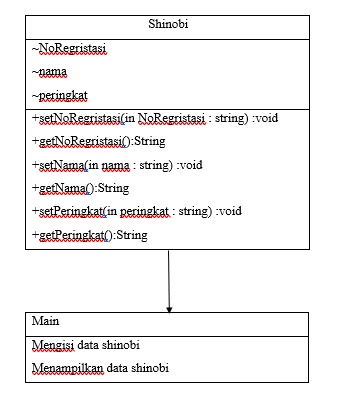 Shinobi
~NoRegristasi
~nama
~peringkat
+setNoRegristasi(in NoRegristasi : string) :void
+getNoRegristasi():String
+setNama(in nama : string) :void
+getNama():String
+setPeringkat(in peringkat : string) :void
+getPeringkat():String
Main
Mengisi data shinobi
Menampilkan data shinobi